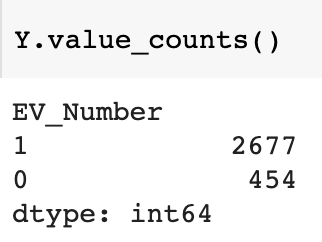 Y.value_counts()
EV_Number
1 2677
0 454
dtype: int64